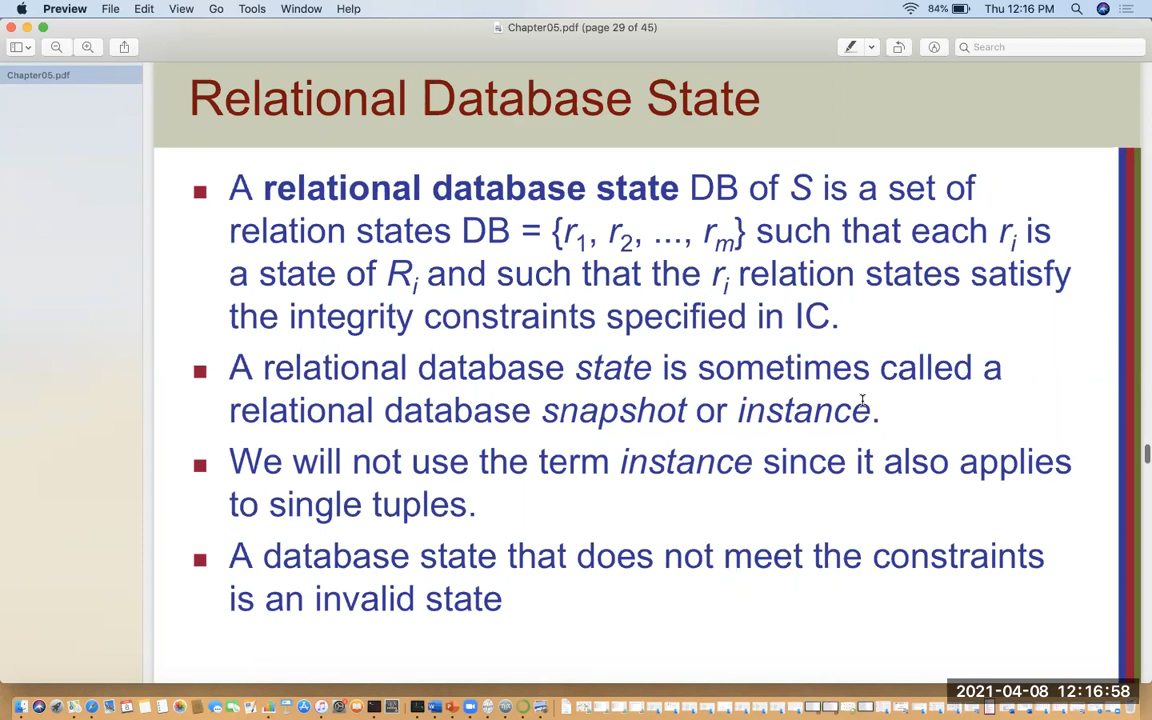 Preview File Edit View Go Tools Window Help 84% Thu 12:16 PM
Chapter05.pdf (page 29 of 45)
Search
Chapter05.pdf
Relational Database State
A relational database state DB of S is a set of
relation states DB = {r1, r2, ..., rm} such that each ri is
a state of Ri and such that the ri relation states satisfy
the integrity constraints specified in IC.
A relational database state is sometimes called a
relational database snapshot or instance.
We will not use the term instance since it also applies
to single tuples.
A database state that does not meet the constraints
is an invalid state
2021-04-08 12:16:58